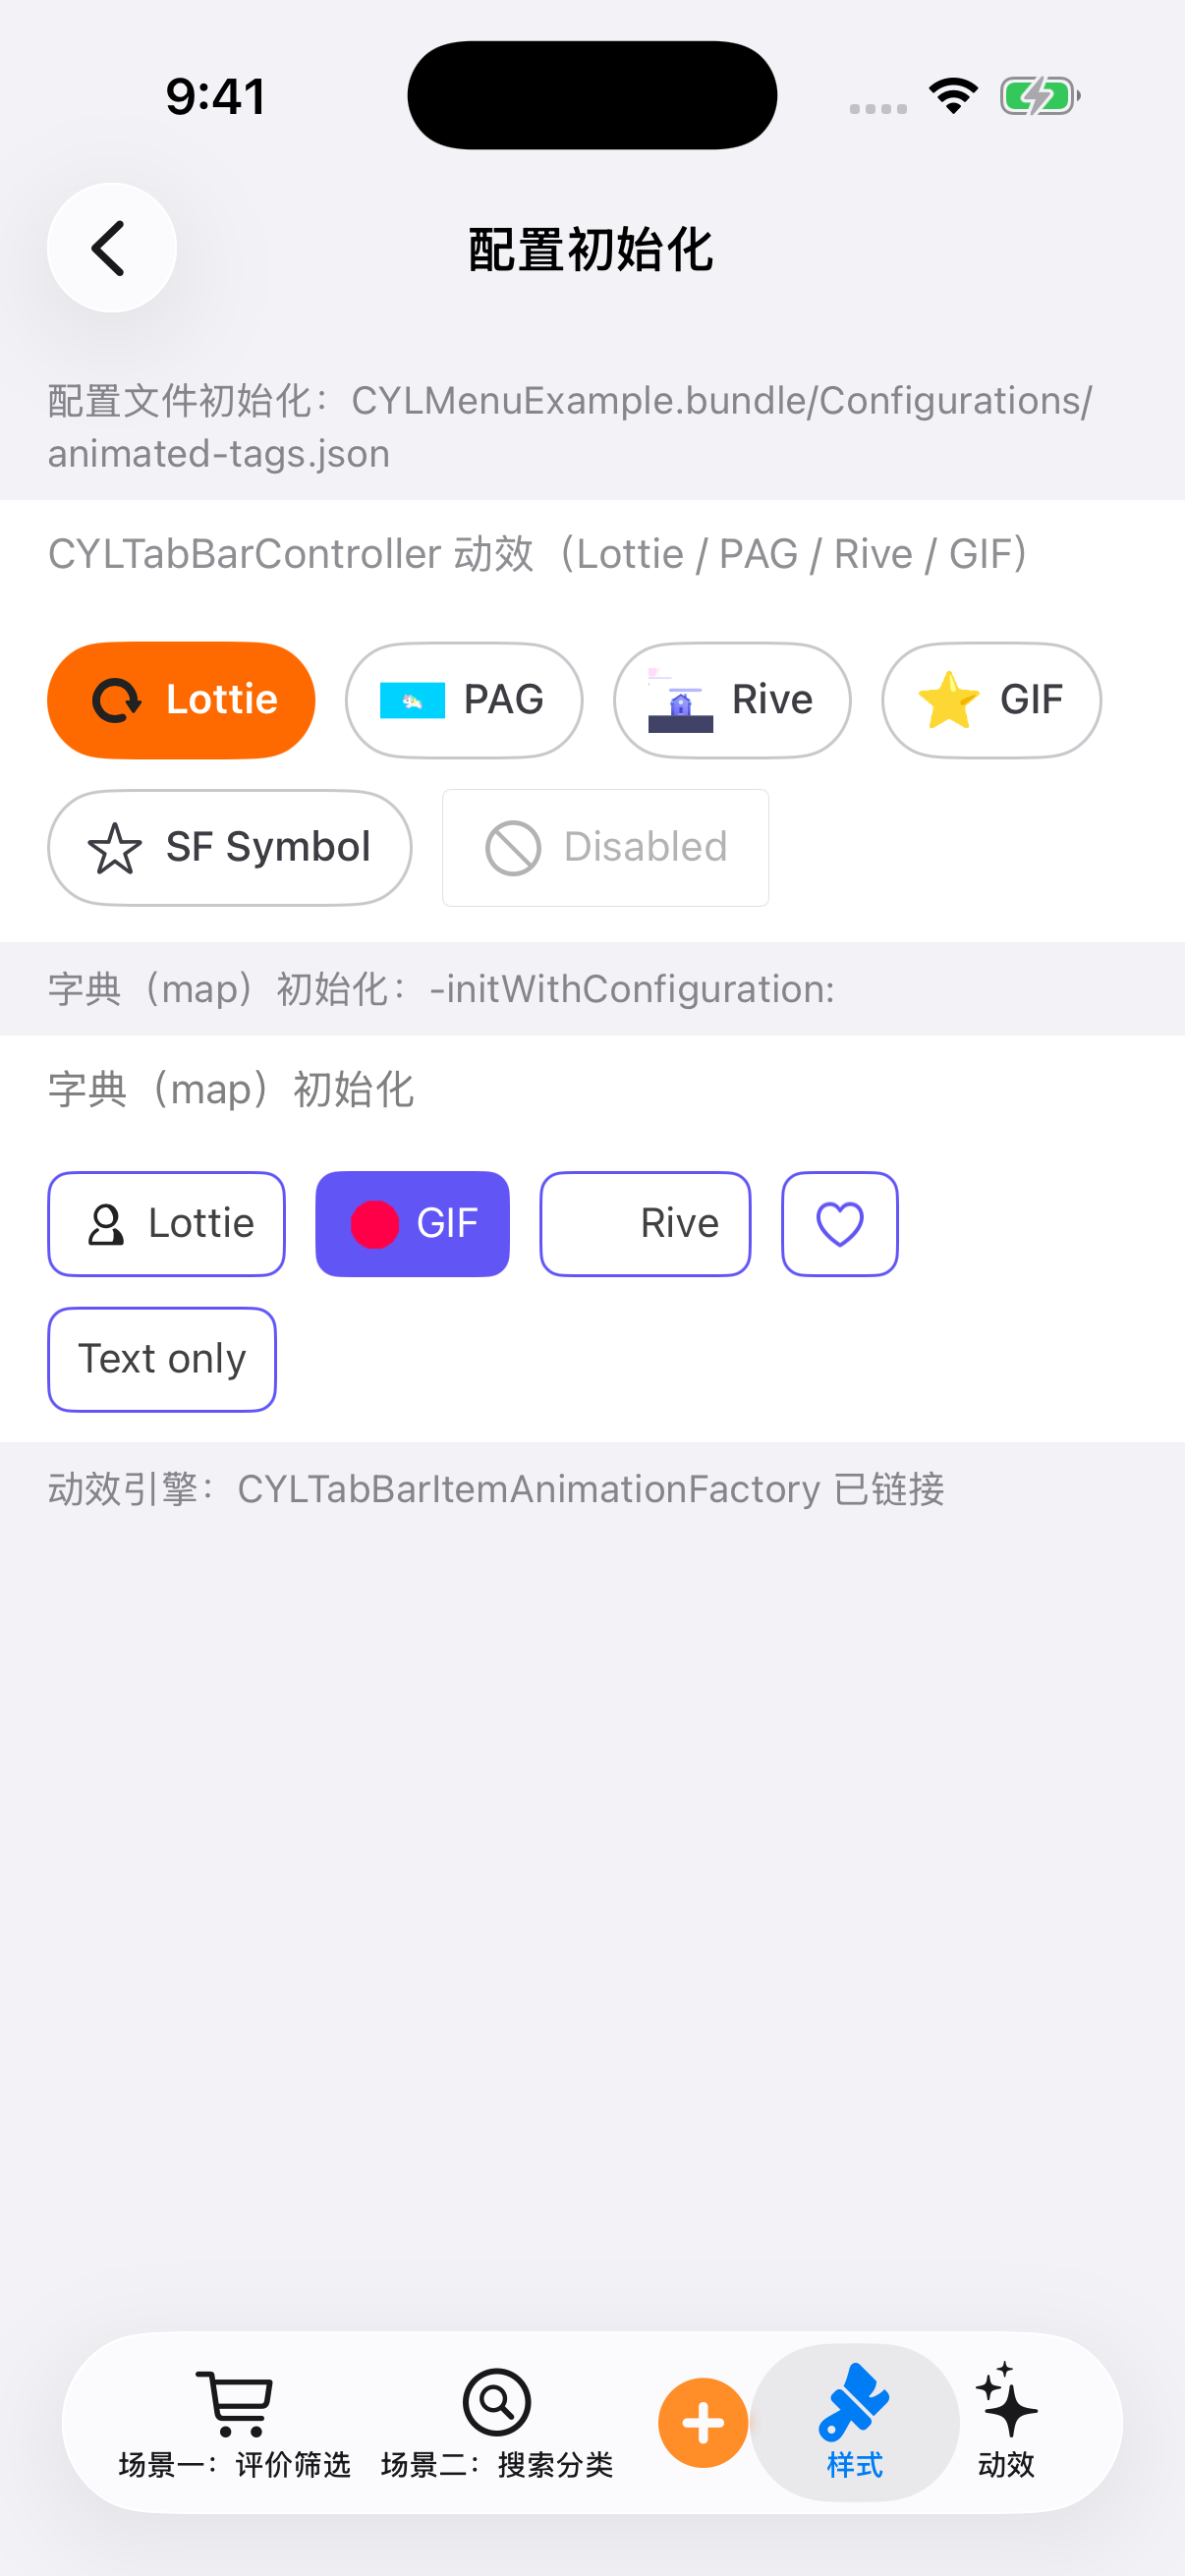 9:41
配置初始化
配置文件初始化：CYLMenuExample.bundle/Configurations/
animated-tags.json
CYLTabBarController 动效（Lottie / PAG / Rive / GIF）
Lottie
PAG
Rive
GIF
SF Symbol
Disabled
字典（map）初始化：-initWithConfiguration:
字典（map）初始化
Lottie
GIF
Rive
Text only
动效引擎：CYLTabBarItemAnimationFactory 已链接
场景一：评价筛选
场景二：搜索分类
样式
动效